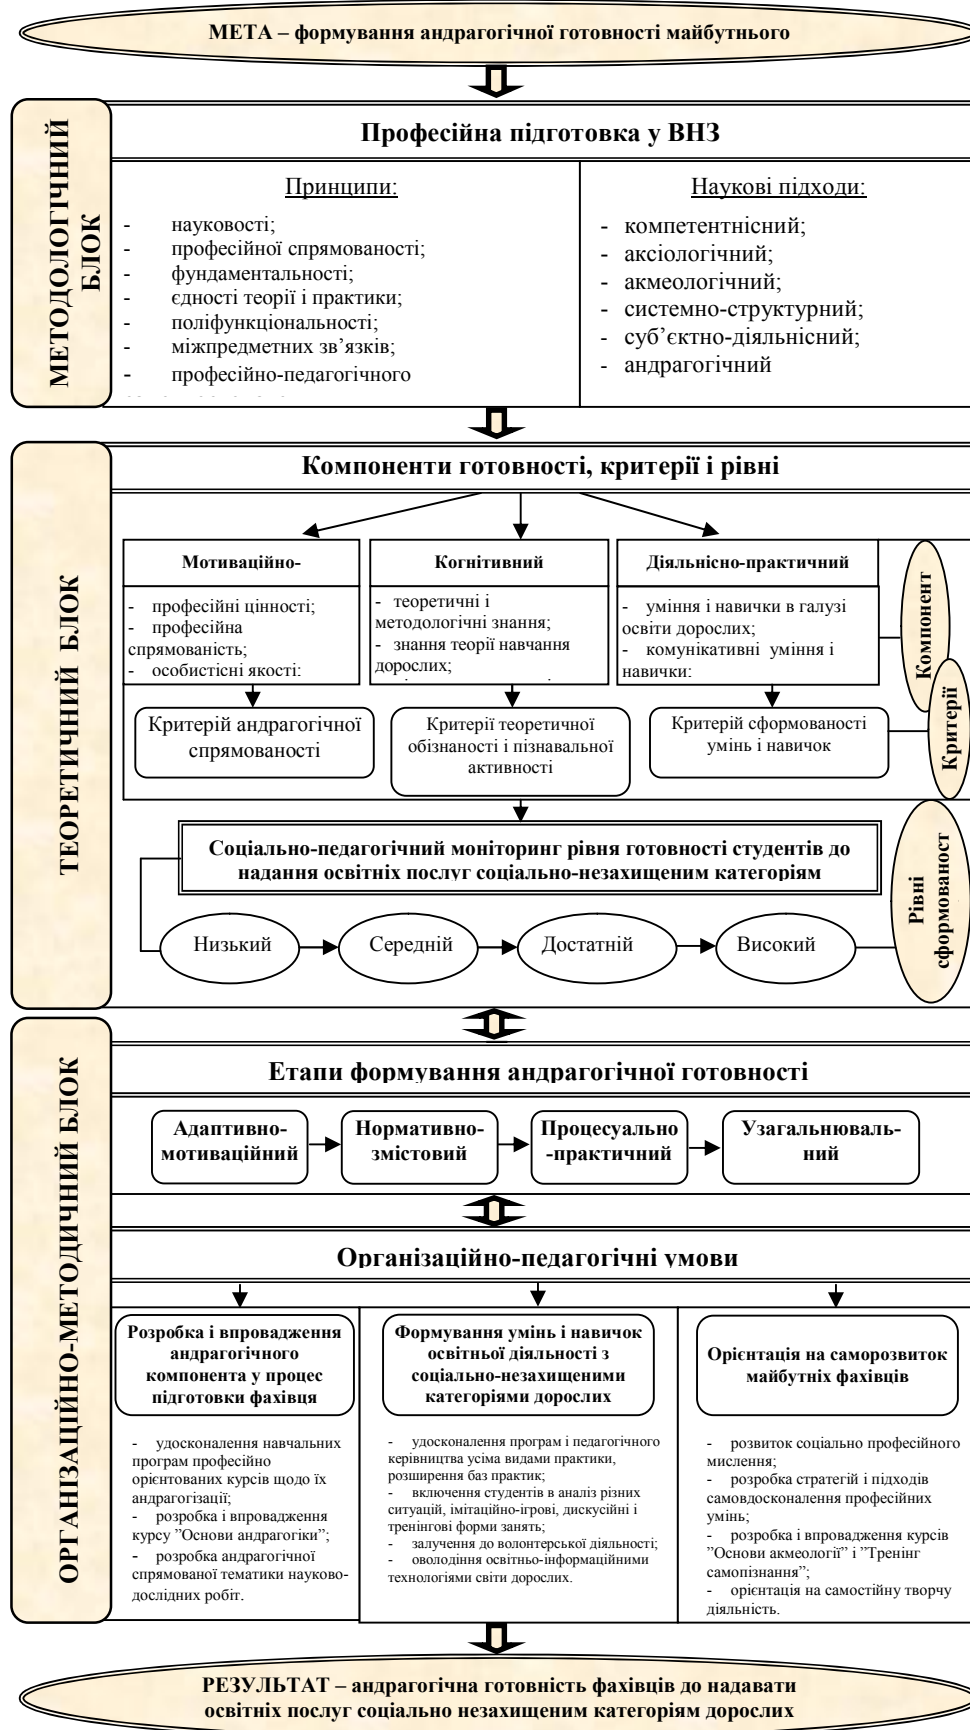 МЕТА – формування андрагогічної готовності майбутнього
МЕТОДОЛОГІЧНИЙ
БЛОК
Професійна підготовка у ВНЗ
Принципи:
- науковості;
- професійної спрямованості;
- фундаментальності;
- єдності теорії і практики;
- поліфункціональності;
- міжпредметних зв’язків;
- професійно-педагогічного
Наукові підходи:
- компетентнісний;
- аксіологічний;
- акмеологічний;
- системно-структурний;
- суб’єктно-діяльнісний;
- андрагогічний
ТЕОРЕТИЧНИЙ БЛОК
Компоненти готовності, критерії і рівні
Мотиваційно-
- професійні цінності;
- професійна
спрямованість;
- особистісні якості:
Когнітивний
- теоретичні і
методологічні знання;
- знання теорії навчання
дорослих;
Діяльнісно-практичний
- уміння і навички в галузі
освіти дорослих;
- комунікативні уміння і
навички:
Компонент
Критерій андрагогічної
спрямованості
Критерії теоретичної
обізнаності і пізнавальної
активності
Критерій сформованості
умінь і навичок
Критерії
Соціально-педагогічний моніторинг рівня готовності студентів до
надання освітніх послуг соціально-незахищеним категоріям
Низький
Середній
Достатній
Високий
Рівні
сформованост
ОРГАНІЗАЦІЙНО-МЕТОДИЧНИЙ БЛОК
Етапи формування андрагогічної готовності
Адаптивно-
мотиваційний
Нормативно-
змістовий
Процесуально
-практичний
Узагальнюваль-
ний
Організаційно-педагогічні умови
Розробка і впровадження
андрагогічного
компонента у процес
підготовки фахівця
- удосконалення навчальних
програм професійно
орієнтованих курсів щодо їх
андрагогізації;
- розробка і впровадження
курсу ”Основи андрагогіки”;
- розробка андрагогічної
спрямованої тематики науково-
дослідних робіт.
Формування умінь і навичок
освітньої діяльності з
соціально-незахищеними
категоріями дорослих
- удосконалення програм і педагогічного
керівництва усіма видами практики,
розширення баз практик;
- включення студентів в аналіз різних
ситуацій, імітаційно-ігрові, дискусійні і
тренінгові форми занять;
- залучення до волонтерської діяльності;
- оволодіння освітньо-інформаційними
технологіями світи дорослих.
Орієнтація на саморозвиток
майбутніх фахівців
- розвиток соціально професійного
мислення;
- розробка стратегій і підходів
самовдосконалення професійних
умінь;
- розробка і впровадження курсів
”Основи акмеології” і ”Тренінг
самопізнання”;
- орієнтація на самостійну творчу
діяльність.
РЕЗУЛЬТАТ – андрагогічна готовність фахівців до надавати
освітніх послуг соціально незахищеним категоріям дорослих